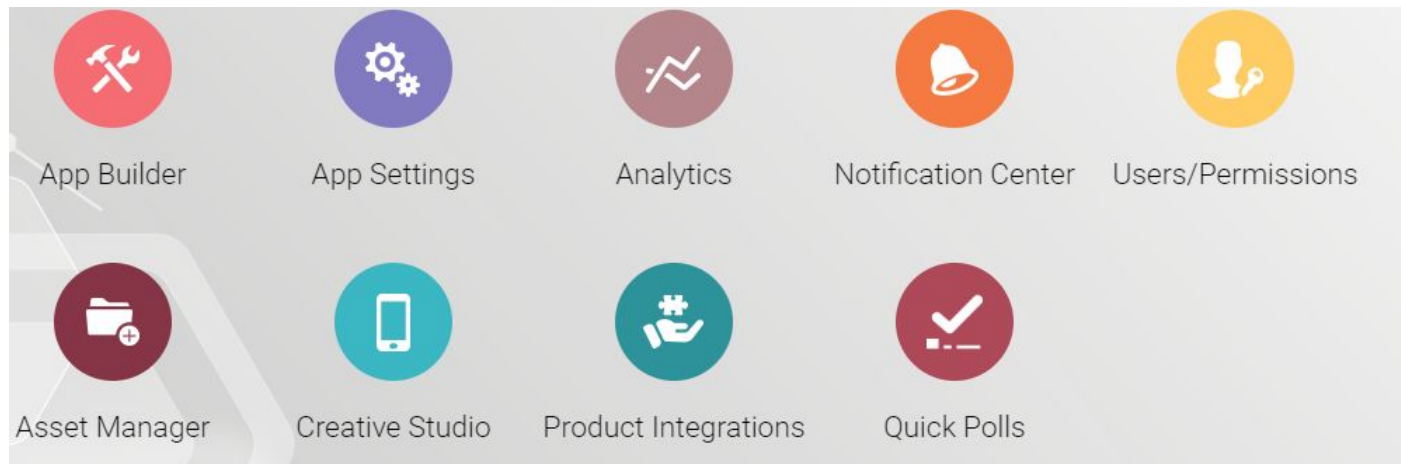 App Builder
App Settings
Analytics
Notification Center
Users/Permissions
Asset Manager
Creative Studio
Product Integrations
Quick Polls